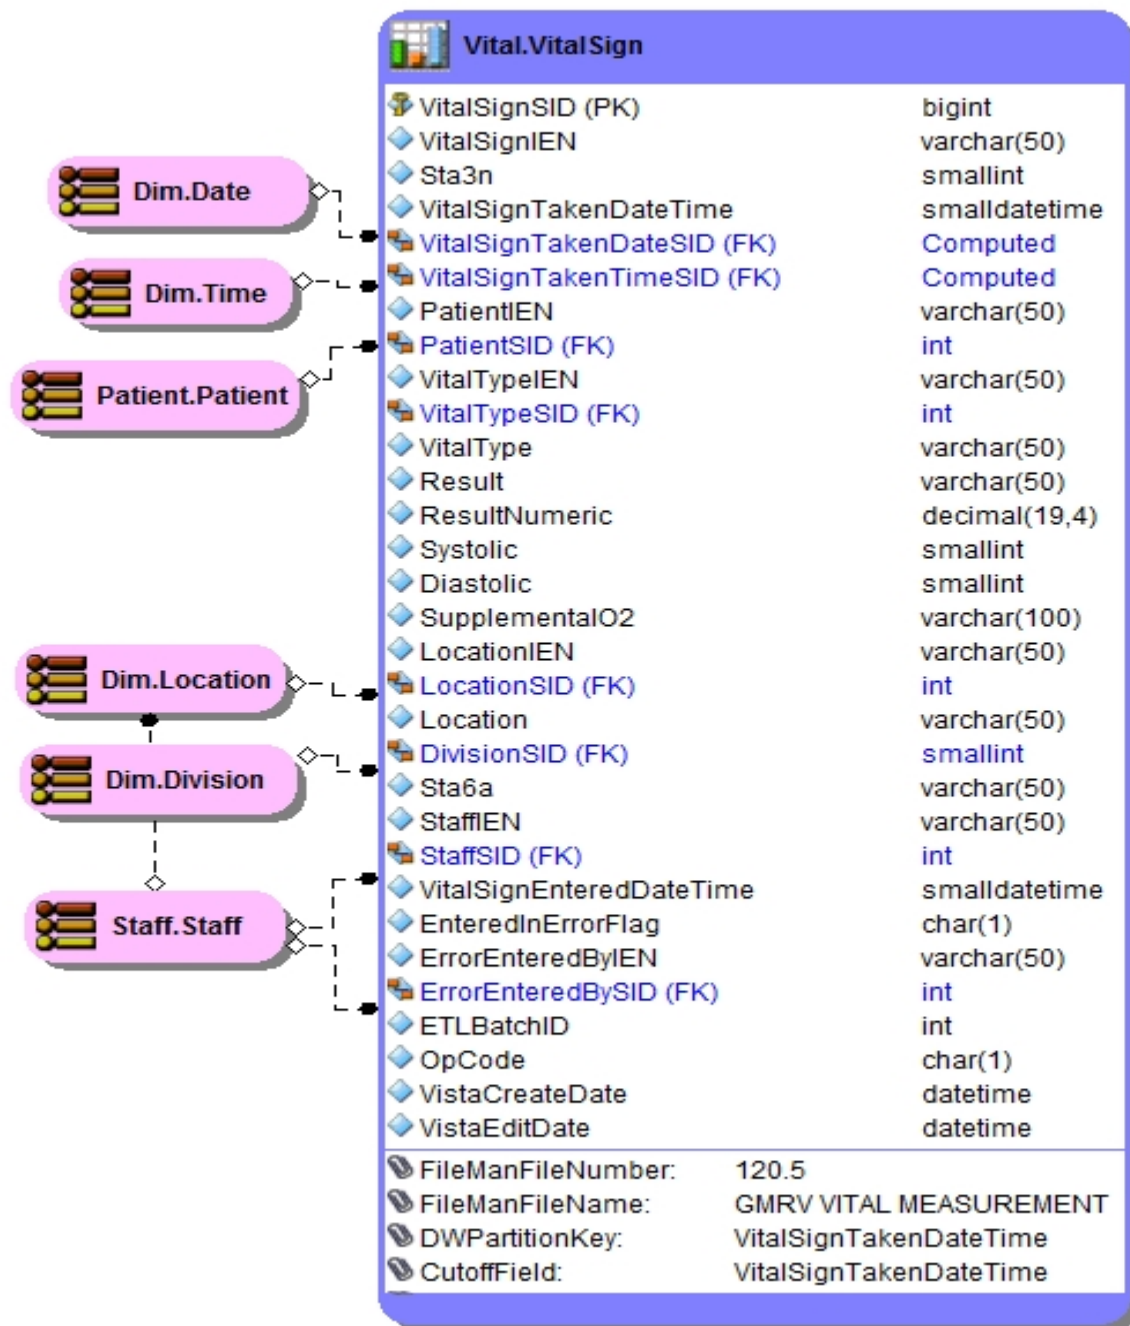 Vital.VitalSign
VitalSignSID (PK) bigint
VitalSignIEN varchar(50)
Sta3n smallint
VitalSignTakenDateTime smalldatetime
VitalSignTakenDateSID (FK) Computed
VitalSignTakenTimeSID (FK) Computed
PatientIEN varchar(50)
PatientSID (FK) int
VitalTypeIEN varchar(50)
VitalTypeSID (FK) int
VitalType varchar(50)
Result varchar(50)
ResultNumeric decimal(19,4)
Systolic smallint
Diastolic smallint
SupplementalO2 varchar(100)
LocationIEN varchar(50)
LocationSID (FK) int
Location varchar(50)
DivisionSID (FK) smallint
Sta6a varchar(50)
StaffIEN varchar(50)
StaffSID (FK) int
VitalSignEnteredDateTime smalldatetime
EnteredInErrorFlag char(1)
ErrorEnteredByIEN varchar(50)
ErrorEnteredBySID (FK) int
ETLBatchID int
OpCode char(1)
VistaCreateDate datetime
VistaEditDate datetime
FileManFileNumber: 120.5
FileManFileName: GMRV VITAL MEASUREMENT
DWPartitionKey: VitalSignTakenDateTime
CutoffField: VitalSignTakenDateTime
Dim.Date
Dim.Time
Patient.Patient
Dim.Location
Dim.Division
Staff.Staff